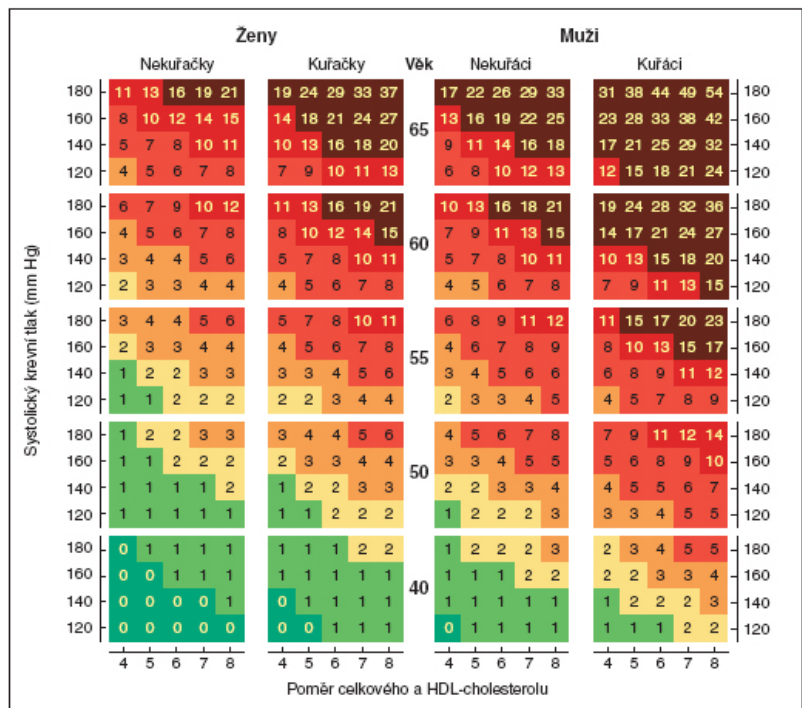 Ženy Muži
Nekuřačky Kuřačky Věk Nekuřáci Kuřáci
180 11 13 16 19 21 19 24 29 33 37 17 22 26 29 33 31 38 44 49 54 180
160 8 10 12 14 15 14 18 21 24 27 13 16 19 22 25 23 28 33 38 42 160
65
140 5 7 8 10 11 10 13 16 18 20 9 11 14 16 18 17 21 25 29 32 140
120 4 5 6 7 8 7 9 10 11 13 6 8 10 12 13 12 15 18 21 24 120
180 6 7 9 10 12 11 13 16 19 21 10 13 16 18 21 19 24 28 32 36 180
160 4 5 6 7 8 8 10 12 14 15 7 9 11 13 15 14 17 21 24 27 160
60
140 3 4 4 5 6 5 7 8 10 11 5 7 8 10 11 10 13 15 18 20 140
120 2 3 3 4 4 4 5 6 7 8 4 5 6 7 8 7 9 11 13 15 120
180 3 4 4 5 6 5 7 8 10 11 6 8 9 11 12 11 15 17 20 23 180
160 2 3 3 4 4 4 5 6 7 8 4 6 7 8 9 8 10 13 15 17 160
55
140 1 2 2 3 3 3 3 4 5 6 3 4 5 6 6 6 8 9 11 12 140
120 1 1 2 2 2 2 2 3 3 4 2 3 3 4 5 4 5 7 8 9 120
180 1 2 2 3 3 3 4 4 5 6 4 5 6 7 8 7 9 11 12 14 180
160 1 1 2 2 2 2 3 3 4 4 3 3 4 5 5 5 6 8 9 10 160
50
140 1 1 1 1 2 1 2 2 3 3 2 2 3 3 4 4 5 5 6 7 140
120 1 1 1 1 1 1 1 2 2 2 1 2 2 2 3 3 3 4 5 5 120
180 0 1 1 1 1 1 1 1 2 2 1 2 2 2 3 2 3 4 5 5 180
160 0 0 1 1 1 1 1 1 1 1 1 1 1 2 2 2 2 3 3 4 160
40
140 0 0 0 0 1 0 1 1 1 1 1 1 1 1 1 1 2 2 2 3 140
120 0 0 0 0 0 0 0 1 1 1 0 1 1 1 1 1 1 1 2 2 120
4 5 6 7 8 4 5 6 7 8 4 5 6 7 8 4 5 6 7 8
Poměr celkového a HDL-cholesterolu
Systolický krevní tlak (mm Hg)